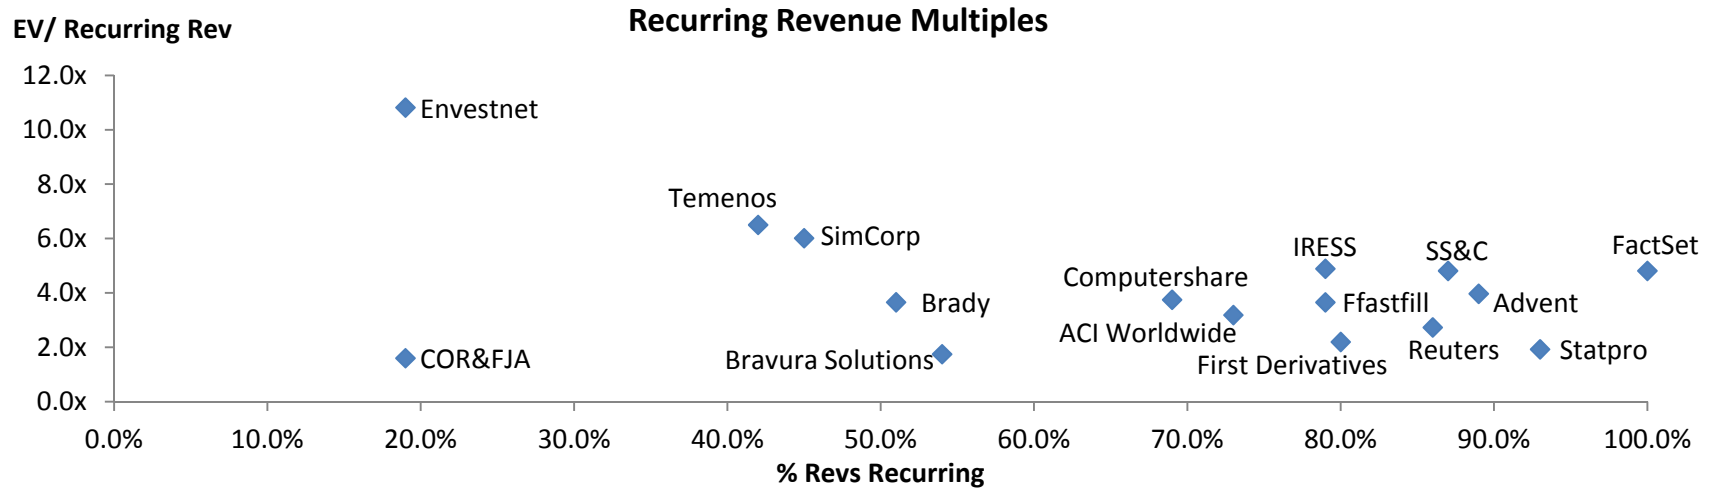 Recurring Revenue Multiples
EV/ Recurring Rev
12.0x
10.0x
8.0x
6.0x
4.0x
2.0x
0.0x
Envestnet
Temenos
SimCorp
IRESS
SS&C
FactSet
Computershare
Brady
Ffastfill
Advent
ACI Worldwide
COR&FJA
Bravura Solutions
First Derivatives
Reuters
Statpro
0.0%
10.0%
20.0%
30.0%
40.0%
50.0%
60.0%
70.0%
80.0%
90.0%
100.0%
% Revs Recurring